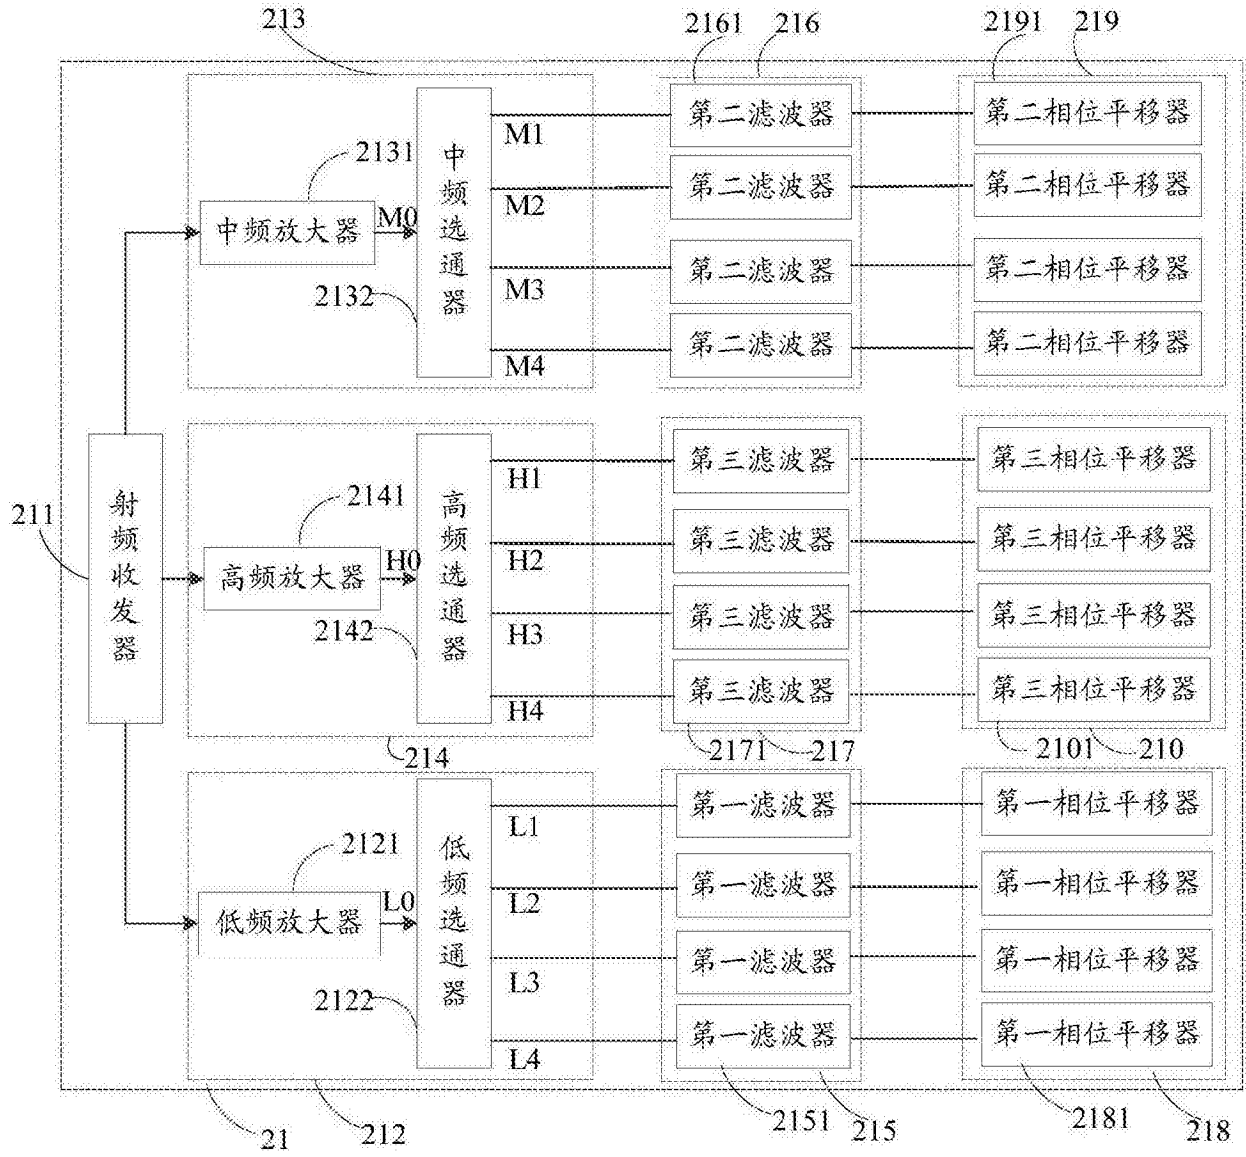 213
2161
216
2191
219
第二滤波器
第二相位平移器
M1
2131
中频选通器
第二滤波器
第二相位平移器
M2
中频放大器
M0
第二滤波器
第二相位平移器
M3
2132
第二滤波器
第二相位平移器
M4
第三滤波器
第三相位平移器
H1
211
射频收发器
2141
高频选通器
第三滤波器
第三相位平移器
H2
高频放大器
H0
第三滤波器
第三相位平移器
H3
2142
第三滤波器
第三相位平移器
H4
214
2171
217
2101
210
第一滤波器
第一相位平移器
L1
2121
低频选通器
第一滤波器
第一相位平移器
L2
低频放大器
L0
第一滤波器
第一相位平移器
L3
2122
第一滤波器
第一相位平移器
L4
21
212
2151
215
2181
218